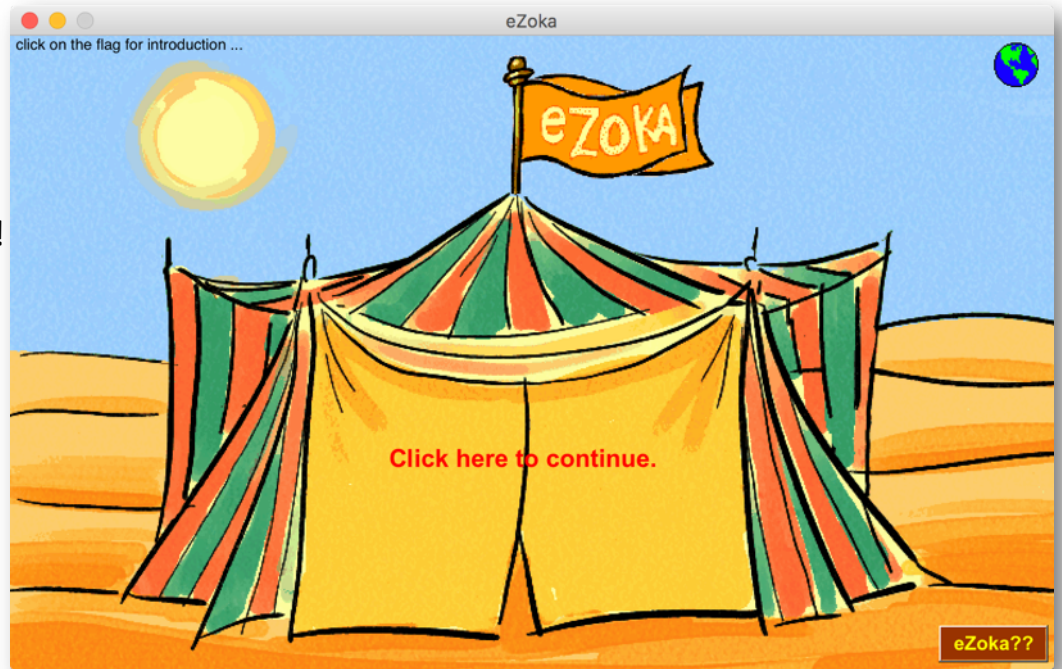 eZoka
click on the flag for introduction ...
eZOKA
!
Click here to continue.
eZoka??